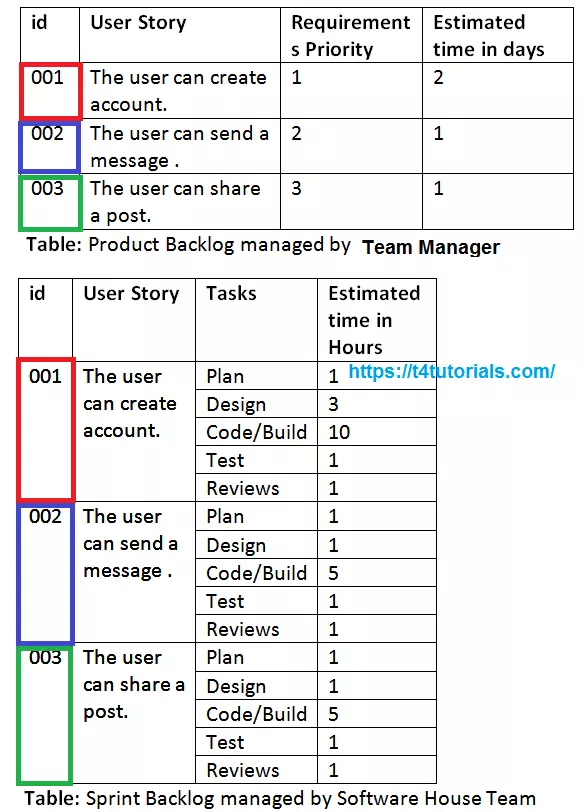 id User Story Requirement Estimated
s Priority time in days
001 The user can create 1 2
account.
002 The user can send a 2 1
message .
003 The user can share 3 1
a post.
Table: Product Backlog managed by Team Manager
id User Story Tasks Estimated
time in
Hours
001 The user Plan 1 https://t4tutorials.com/
can create Design 3
account. Code/Build 10
Test 1
Reviews 1
002 The user Plan 1
can send a Design 1
message . Code/Build 5
Test 1
Reviews 1
003 The user Plan 1
can share a Design 1
post. Code/Build 5
Test 1
Reviews 1
Table: Sprint Backlog managed by Software House Team